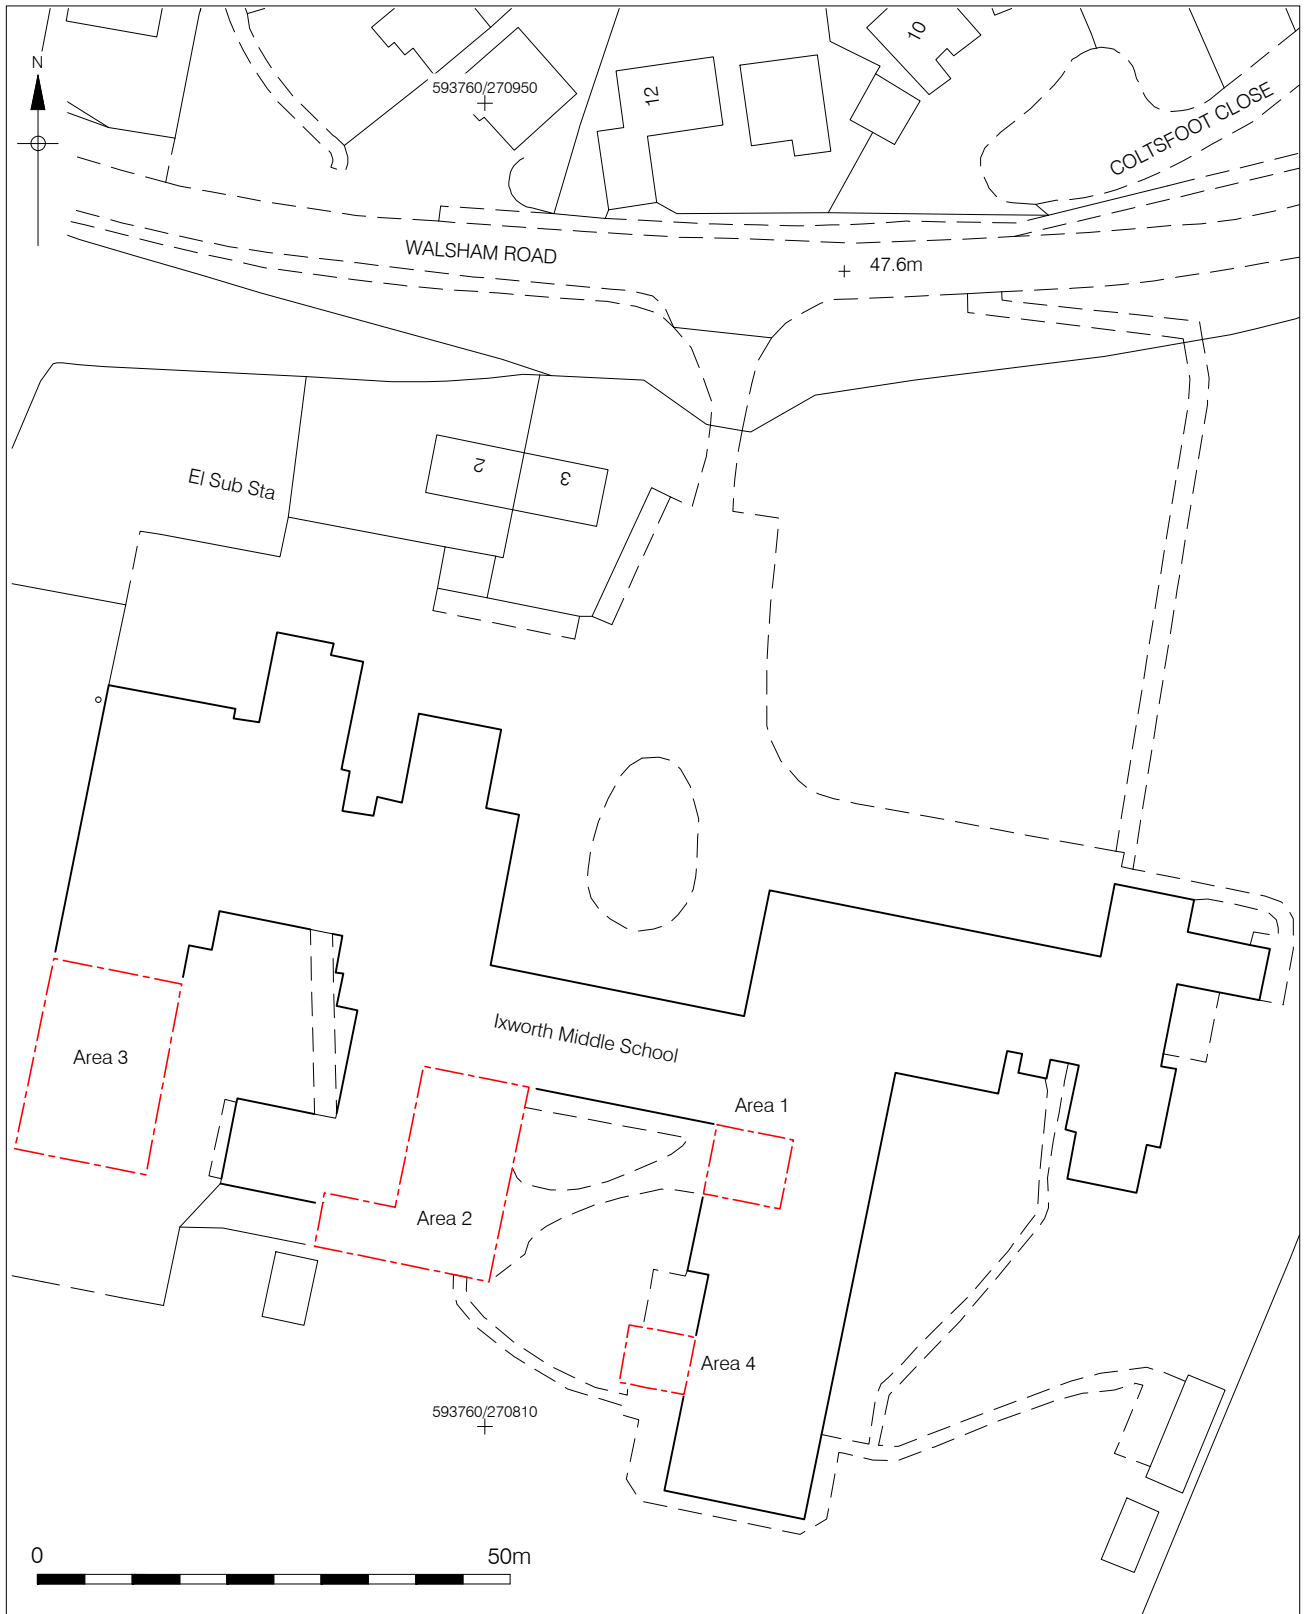 10
N
593760/270950
12
COLTSFOOT CLOSE
WALSHAM ROAD
47.6m
2
3
El Sub Sta
Ixworth Middle School
Area 3
Area 1
Area 2
Area 4
593760/270810
0
50m